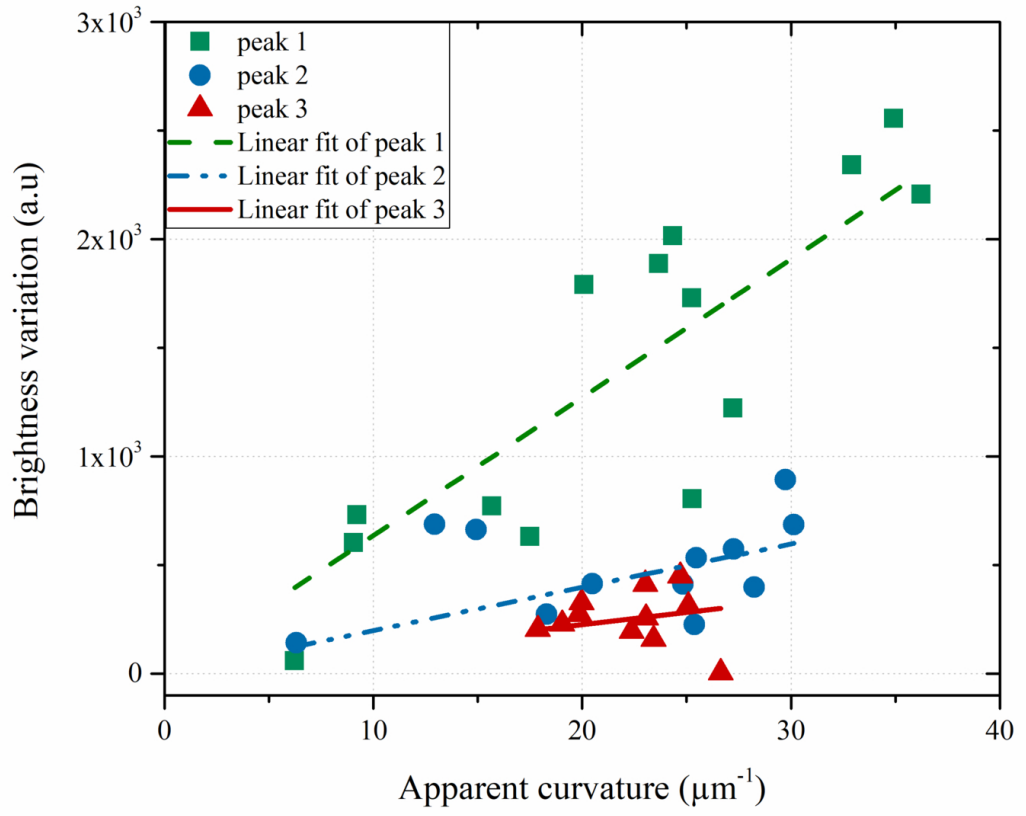 3x10³
peak 1
peak 2
peak 3
Linear fit of peak 1
Linear fit of peak 2
Linear fit of peak 3
2x10³
1x10³
0
Brightness variation (a.u)
0 10 20 30 40
Apparent curvature (µm⁻¹)